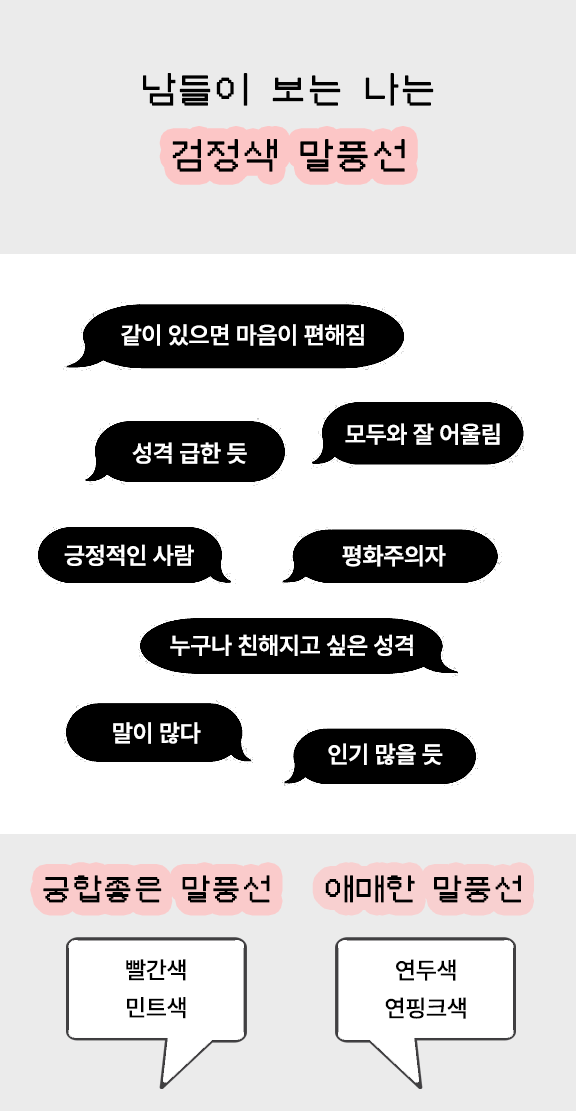 남들이 보는 나는
검정색 말풍선
같이 있으면 마음이 편해짐
모두와 잘 어울림
성격 급한 듯
긍정적인 사람
평화주의자
누구나 친해지고 싶은 성격
말이 많다
인기 많을 듯
궁합좋은 말풍선
빨간색
민트색
애매한 말풍선
연두색
연핑크색